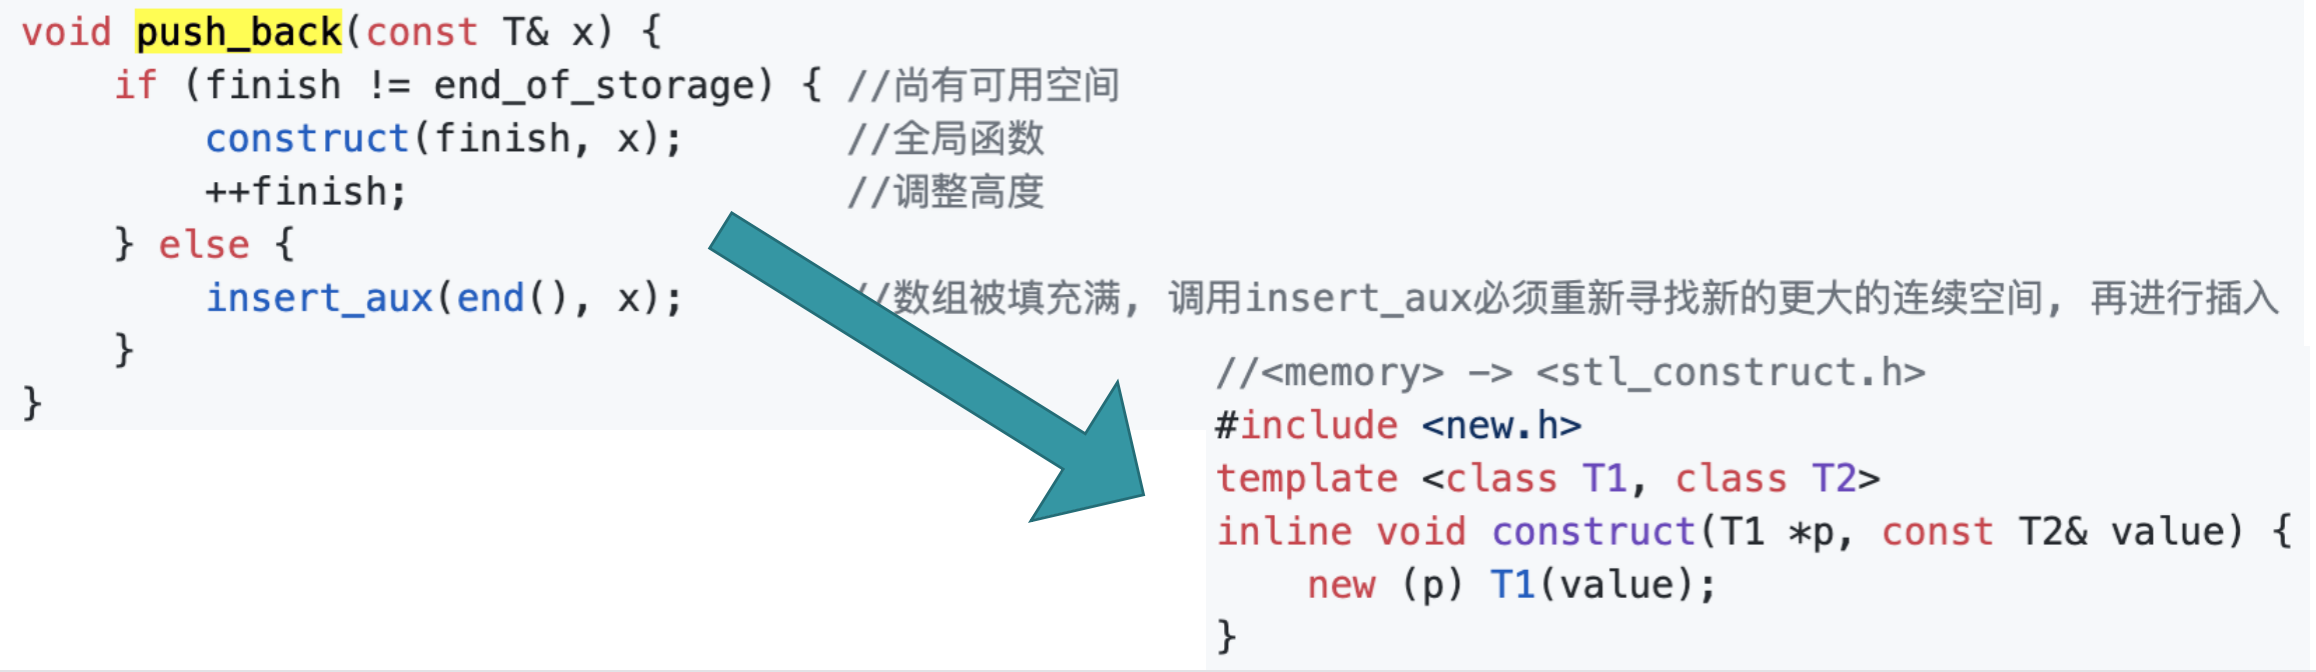 void push_back(const T& x) {
if (finish != end_of_storage) { //尚有可用空间
construct(finish, x); //全局函数
++finish; //调整高度
} else {
insert_aux(end(), x); //数组被填充满, 调用insert_aux必须重新寻找新的更大的连续空间, 再进行插入
}
}
//<memory> -> <stl_construct.h>
#include <new.h>
template <class T1, class T2>
inline void construct(T1 *p, const T2& value) {
new (p) T1(value);
}